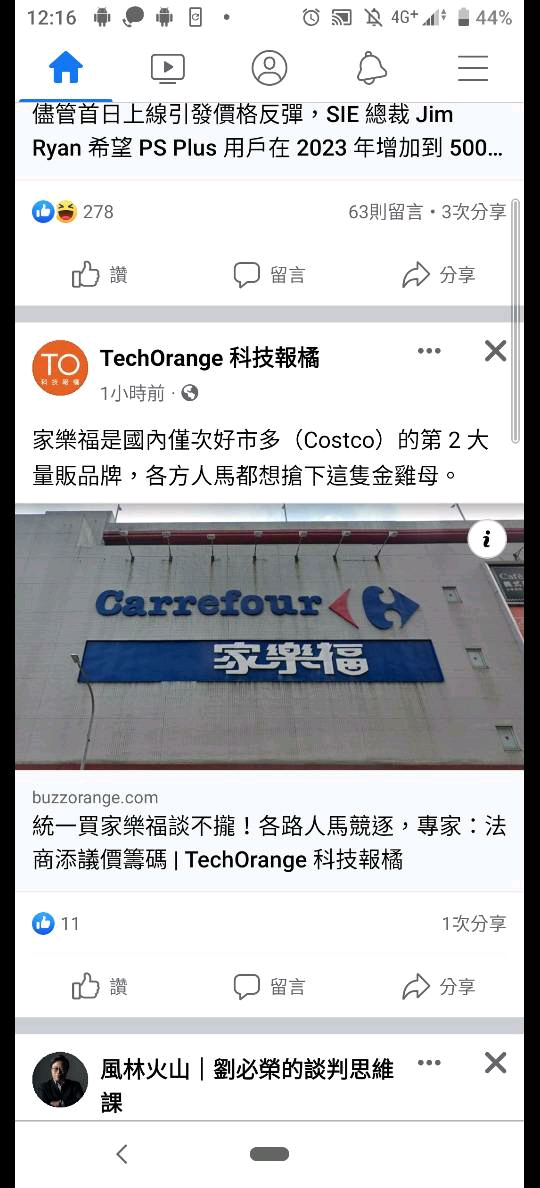 12:16
4G+
44%
儘管首日上線引發價格反彈，SIE 總裁 Jim
Ryan 希望 PS Plus 用戶在 2023 年增加到 500...
278
63則留言・3次分享
讚
留言
分享
TO
科技報橘
TechOrange 科技報橘
1小時前 ·
家樂福是國內僅次好市多（Costco）的第 2 大
量販品牌，各方人馬都想搶下這隻金雞母。
Carrefour
家樂福
Café
buzzorange.com
統一買家樂福談不攏！各路人馬競逐，專家：法
商添議價籌碼 | TechOrange 科技報橘
11
1次分享
讚
留言
分享
風林火山｜劉必榮的談判思維
課